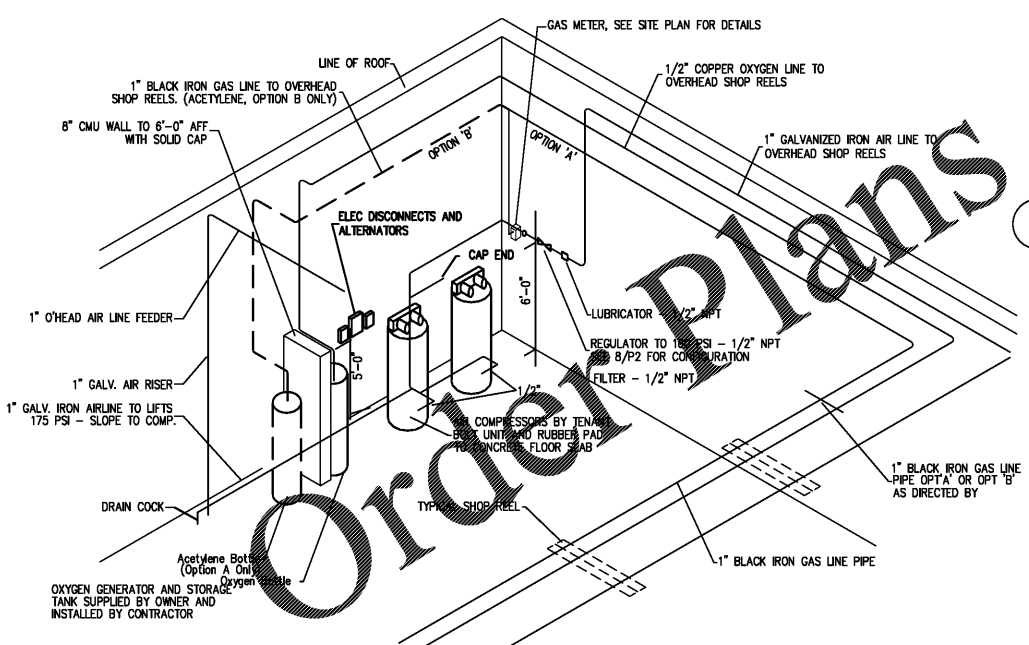 GAS METER, SEE SITE PLAN FOR DETAILS
LINE OF ROOF
1" BLACK IRON GAS LINE TO OVERHEAD
SHOP REELS. (ACETYLENE, OPTION B ONLY)
1/2" COPPER OXYGEN LINE TO
OVERHEAD SHOP REELS
8" CMU WALL TO 6'-0" AFF
WITH SOLID CAP
OPTION 'B'
OPTION 'A'
1" GALVANIZED IRON AIR LINE TO
OVERHEAD SHOP REELS
ELEC DISCONNECTS AND
ALTERNATORS
CAP END
6'-0"
1" O'HEAD AIR LINE FEEDER
LUBRICATOR - 1/2" NPT
REGULATOR TO PSI - 1/2" NPT
SEE 8/P2 FOR CONFIGURATION
FILTER - 1/2" NPT
5'-0"
1" GALV. AIR RISER
1/2"
1" GALV. IRON AIRLINE TO LIFTS
175 PSI - SLOPE TO COMP.
AIR COMPRESSORS BY TENANT
BOLT UNIT AND RUBBER PAD
TO CONCRETE FLOOR SLAB
1" BLACK IRON GAS LINE
PIPE OPT'A' OR OPT 'B'
AS DIRECTED BY
DRAIN COCK
TYPICAL SHOP REEL
Acetylene Bottle
(Option A Only)
Oxygen Bottle
1" BLACK IRON GAS LINE PIPE
OXYGEN GENERATOR AND STORAGE
TANK SUPPLIED BY OWNER AND
INSTALLED BY CONTRACTOR
Order Plans